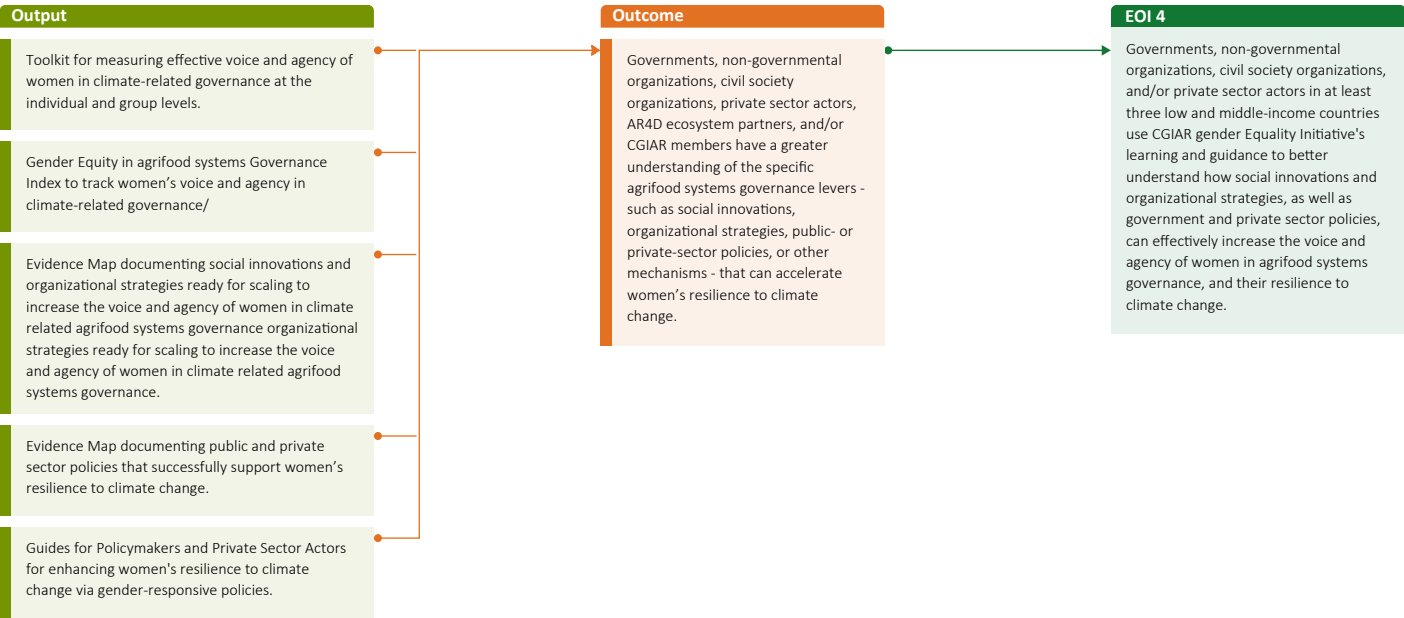 Output
Toolkit for measuring effective voice and agency of
women in climate-related governance at the
individual and group levels.
Gender Equity in agrifood systems Governance
Index to track women’s voice and agency in
climate-related governance/
Evidence Map documenting social innovations and
organizational strategies ready for scaling to
increase the voice and agency of women in climate
related agrifood systems governance organizational
strategies ready for scaling to increase the voice
and agency of women in climate related agrifood
systems governance.
Evidence Map documenting public and private
sector policies that successfully support women’s
resilience to climate change.
Guides for Policymakers and Private Sector Actors
for enhancing women's resilience to climate
change via gender-responsive policies.
Outcome
Governments, non-governmental
organizations, civil society
organizations, private sector actors,
AR4D ecosystem partners, and/or
CGIAR members have a greater
understanding of the specific
agrifood systems governance levers -
such as social innovations,
organizational strategies, public- or
private-sector policies, or other
mechanisms - that can accelerate
women’s resilience to climate
change.
EOI 4
Governments, non-governmental
organizations, civil society organizations,
and/or private sector actors in at least
three low and middle-income countries
use CGIAR gender Equality Initiative's
learning and guidance to better
understand how social innovations and
organizational strategies, as well as
government and private sector policies,
can effectively increase the voice and
agency of women in agrifood systems
governance, and their resilience to
climate change.